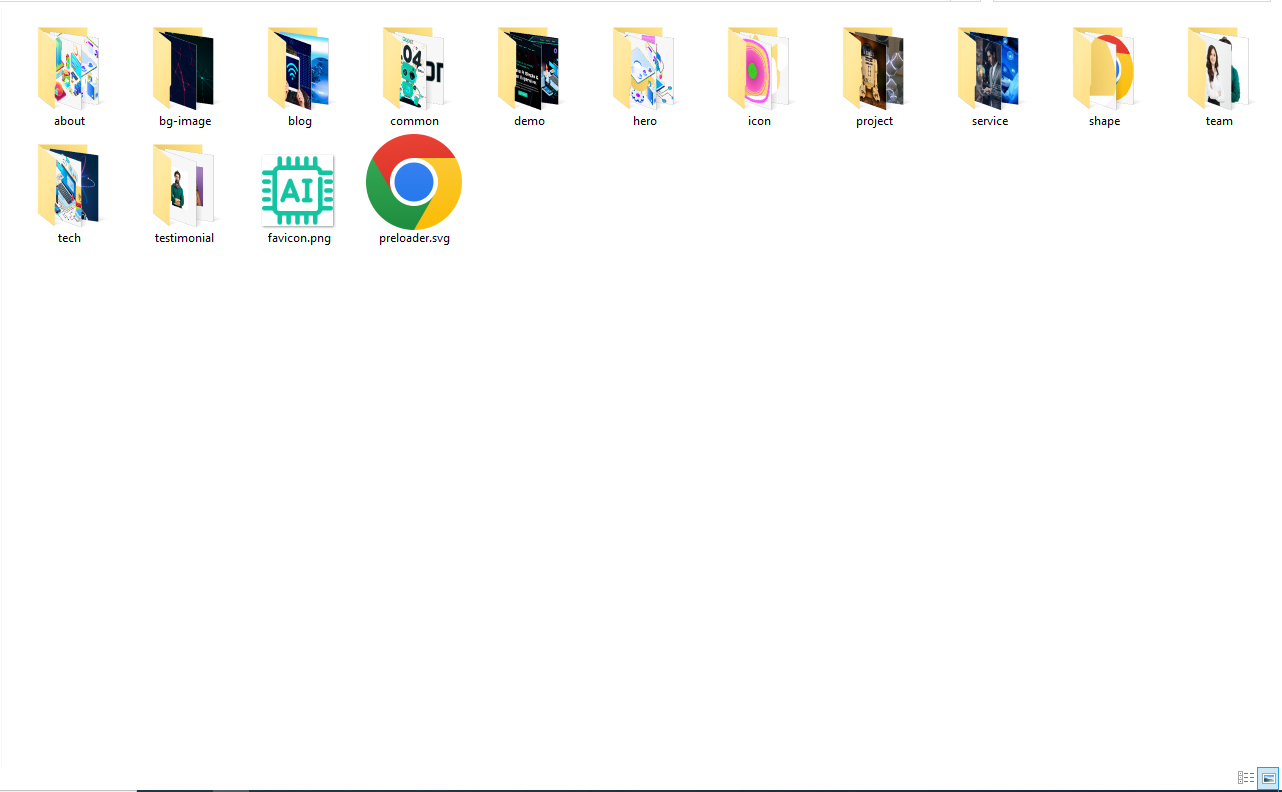 about
bg-image
blog
common
demo
hero
icon
project
service
shape
team
tech
testimonial
AI
favicon.png
preloader.svg